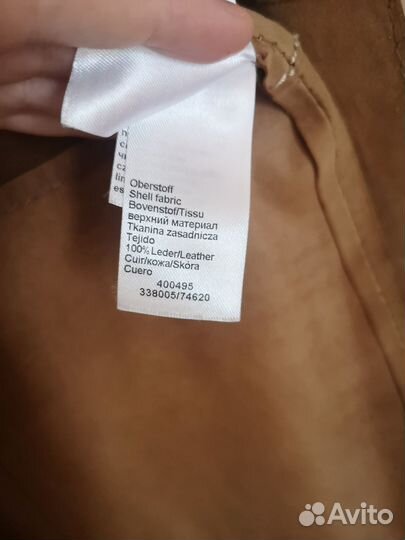 Oberstoff
Shell fabric
Bovenstof/Tissu
верхний материал
Tkanina zasadnicza
Tejido
100% Leder/Leather
Cuir/кожа/Skóra
Cuero
400495
338005/74620
Avito